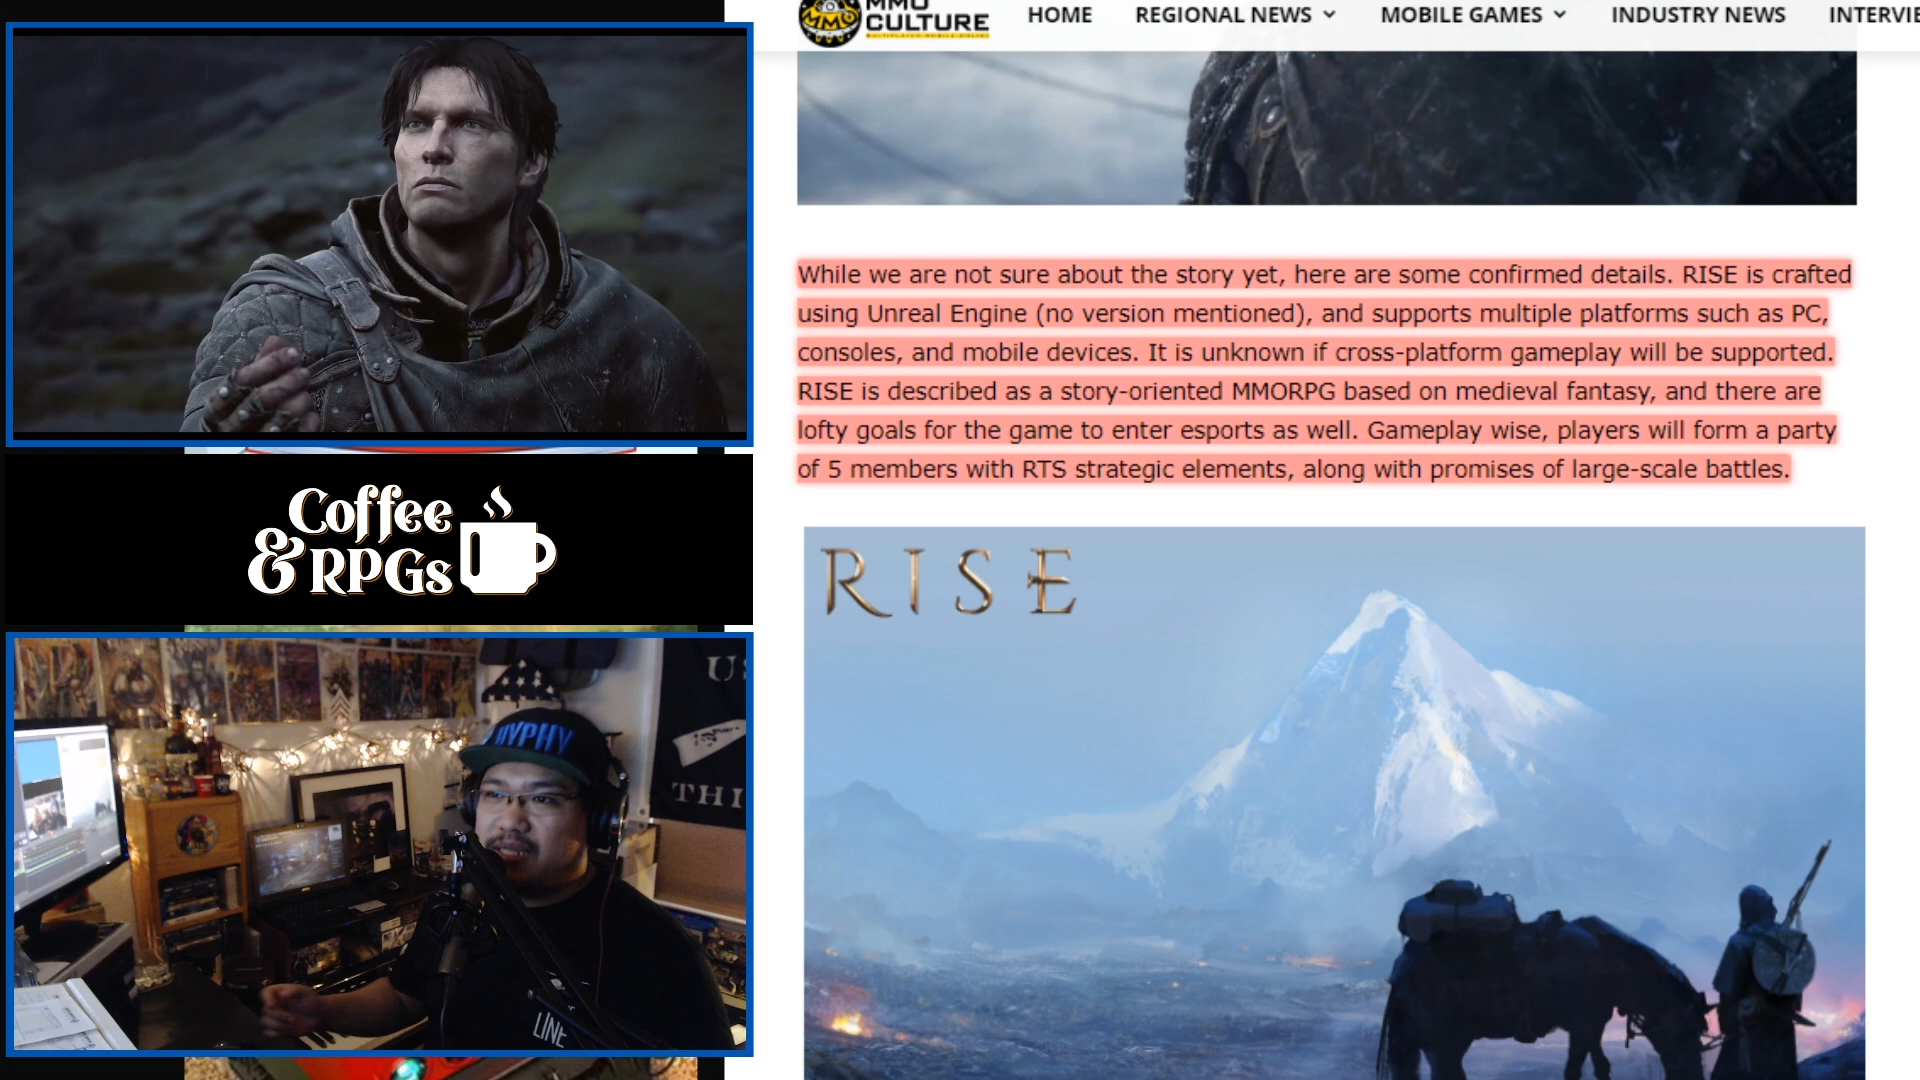 MMO
CULTURE
HOME
REGIONAL NEWS
MOBILE GAMES
INDUSTRY NEWS
MMO
While we are not sure about the story yet, here are some confirmed details. RISE is crafted
using Unreal Engine (no version mentioned), and supports multiple platforms such as PC,
consoles, and mobile devices. It is unknown if cross-platform gameplay will be supported.
RISE is described as a story-oriented MMORPG based on medieval fantasy, and there are
lofty goals for the game to enter esports as well. Gameplay wise, players will form a party
of 5 members with RTS strategic elements, along with promises of large-scale battles.
Coffee
& RPGs
RISE
HYPHY
THI
LINE